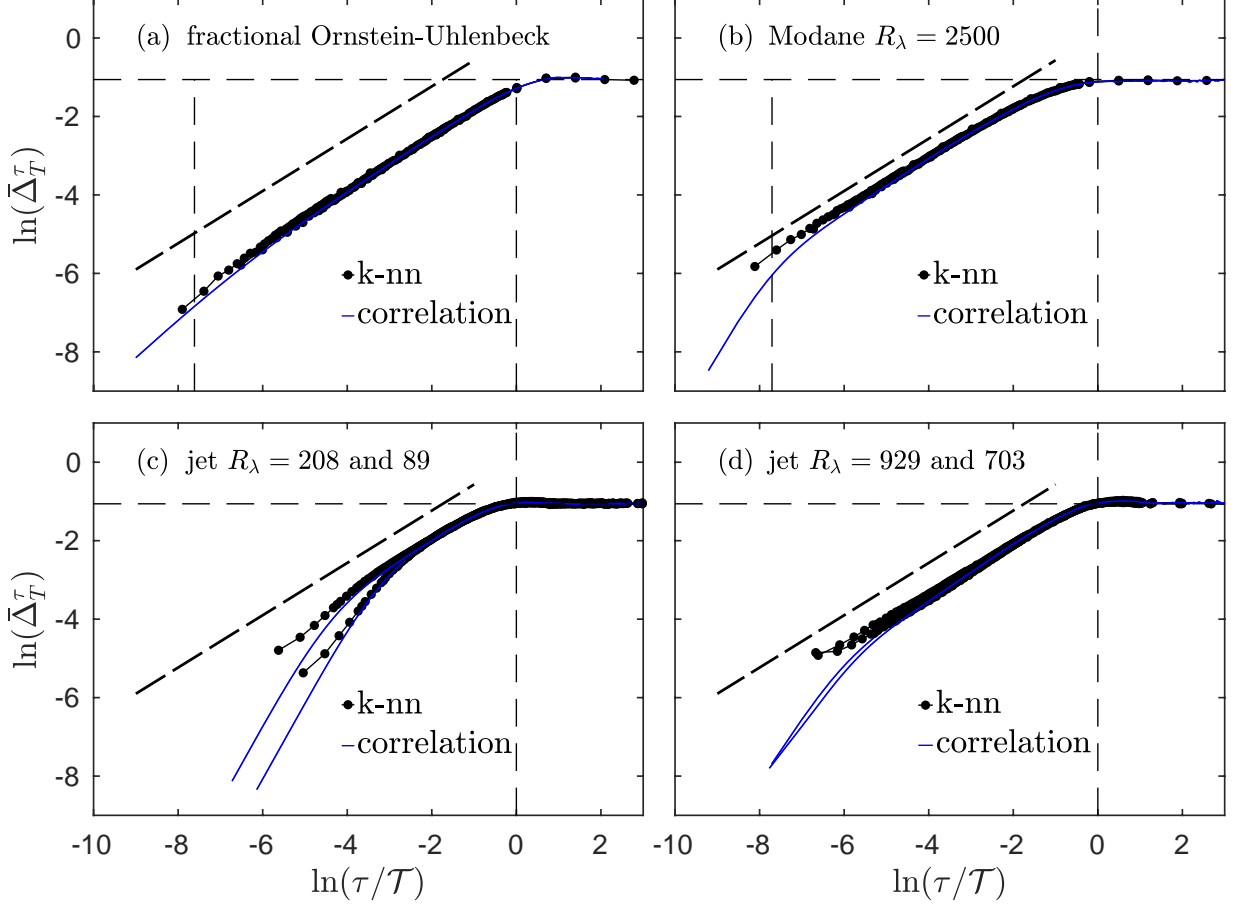 (a) fractional Ornstein-Uhlenbeck
(b) Modane R_λ = 2500
0
-2
-4
-6
-8
ln(Δ̄_T^τ)
k-nn
correlation
k-nn
correlation
(c) jet R_λ = 208 and 89
(d) jet R_λ = 929 and 703
0
-2
-4
-6
-8
ln(Δ̄_T^τ)
k-nn
correlation
k-nn
correlation
-10 -8 -6 -4 -2 0 2
-10 -8 -6 -4 -2 0 2
ln(τ/𝒯)
ln(τ/𝒯)